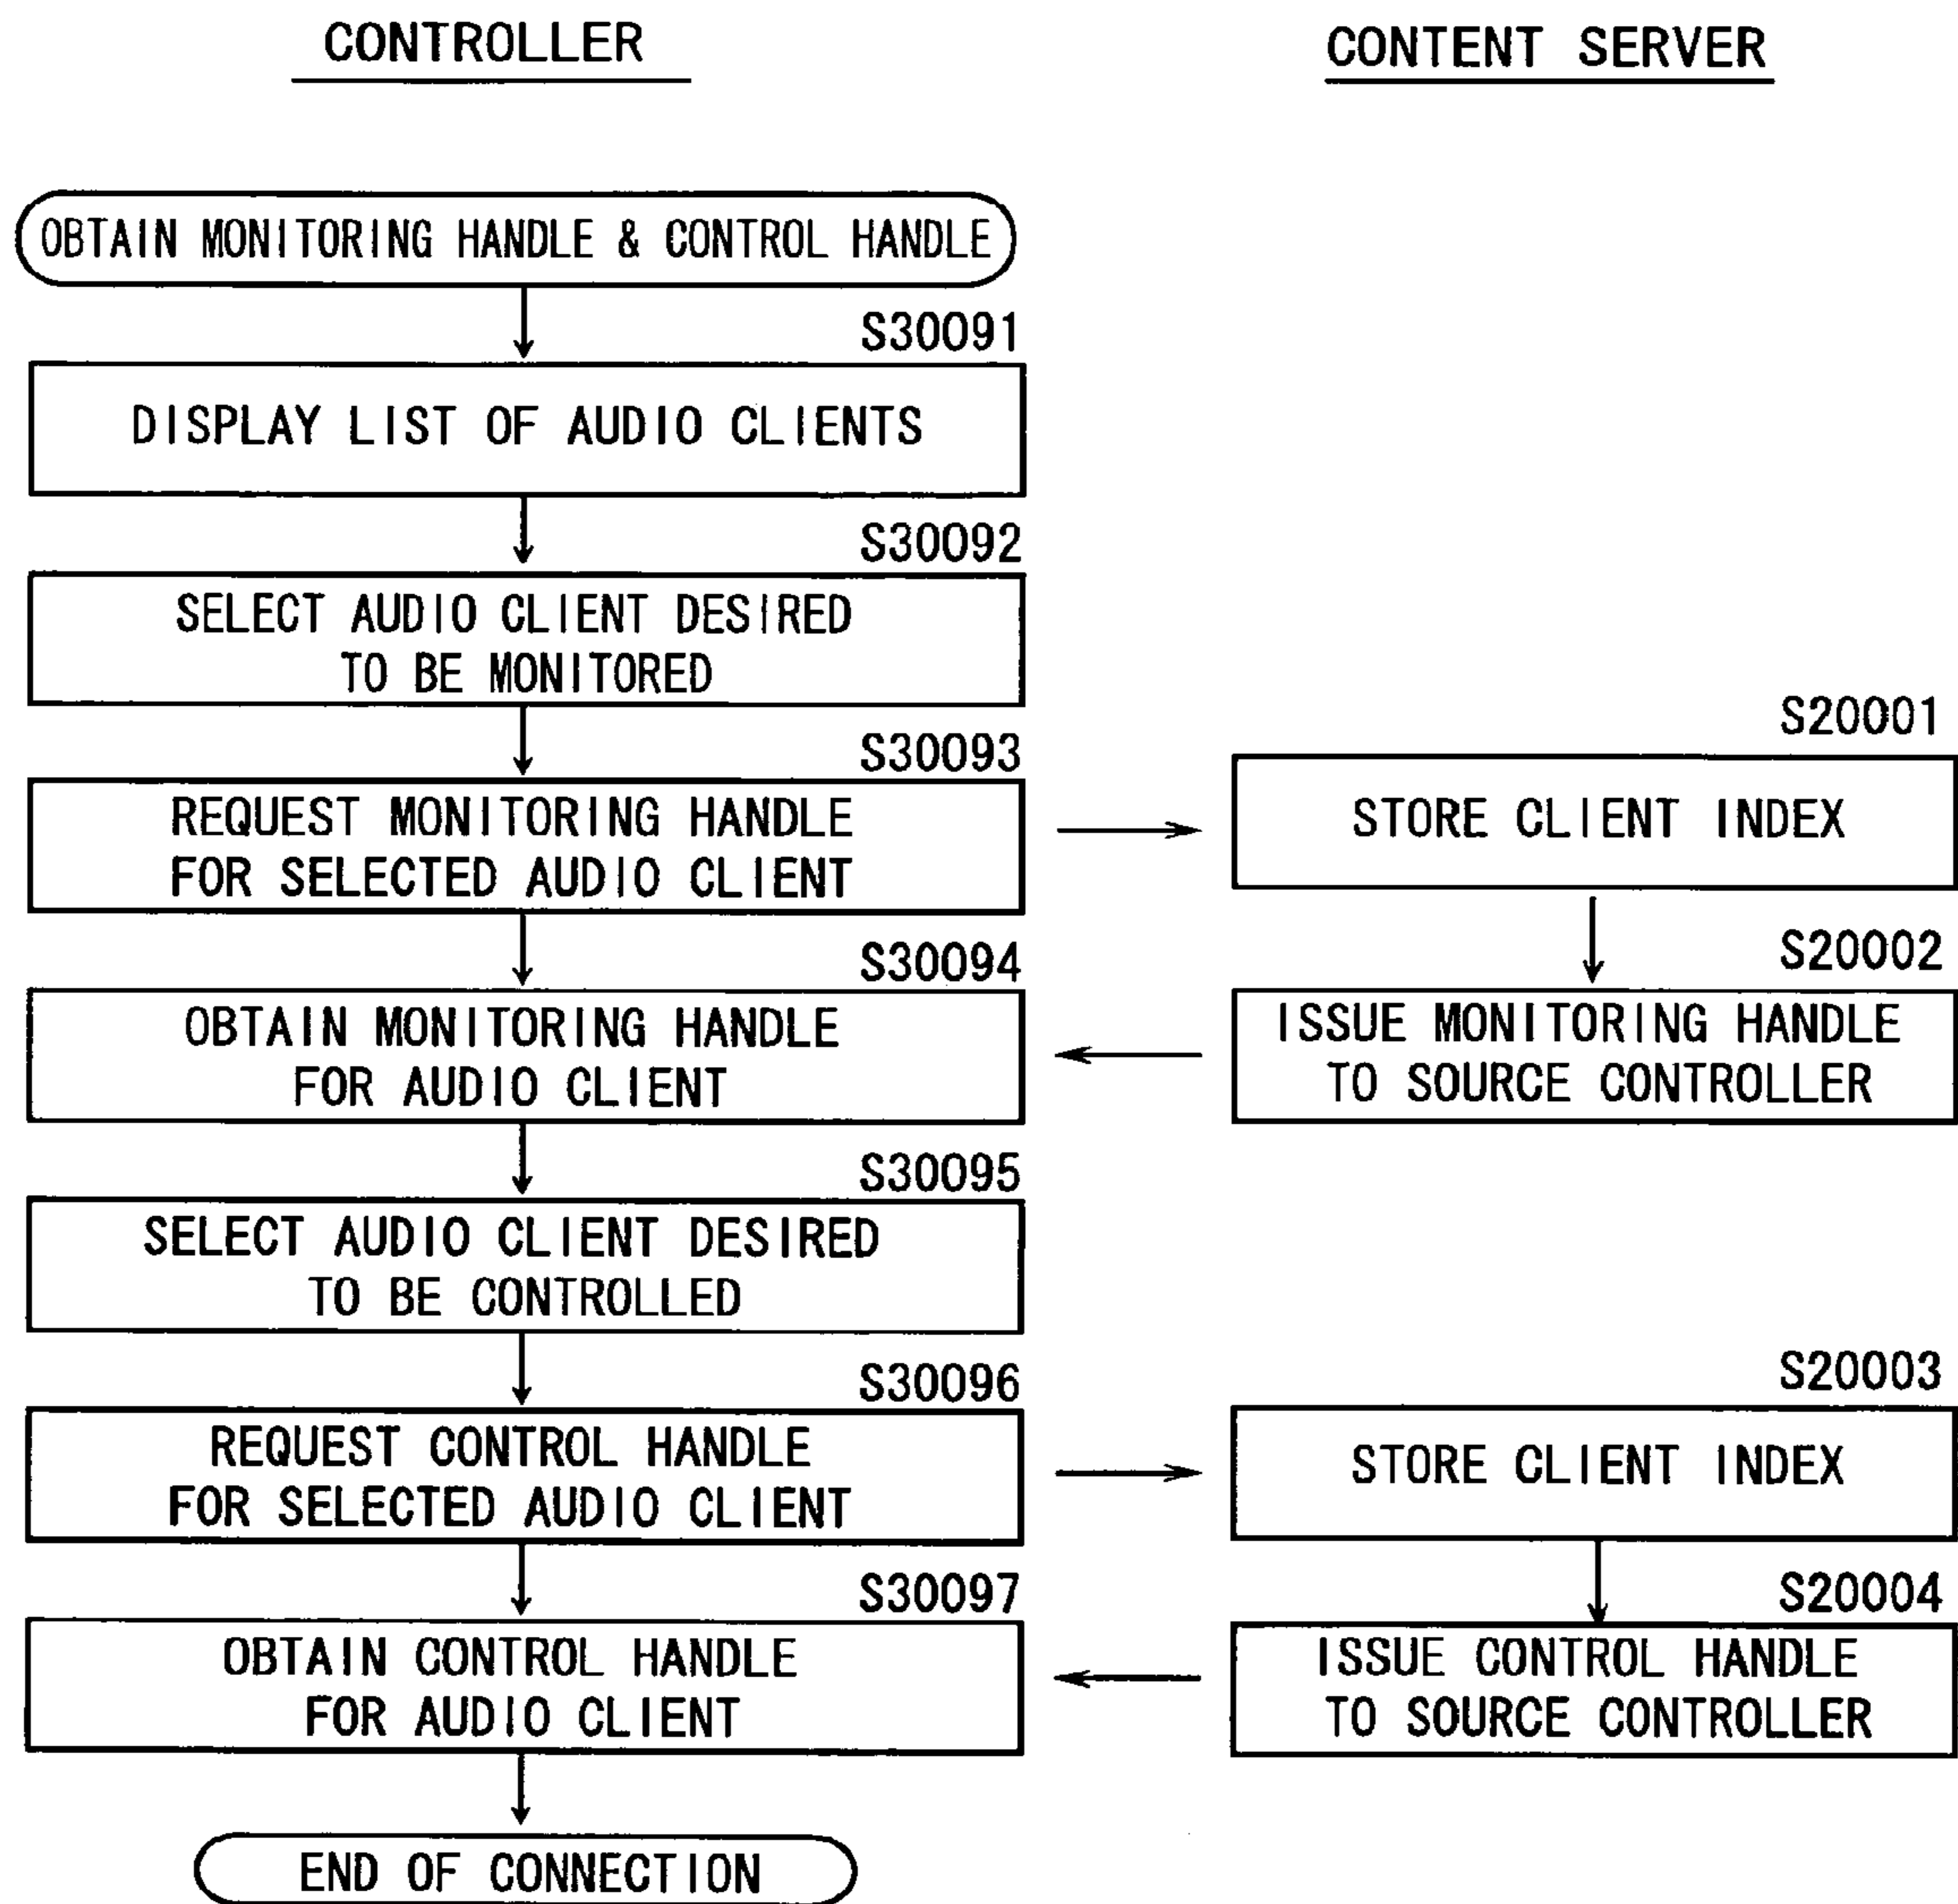 CONTROLLER
CONTENT SERVER
OBTAIN MONITORING HANDLE & CONTROL HANDLE
S30091
DISPLAY LIST OF AUDIO CLIENTS
S30092
SELECT AUDIO CLIENT DESIRED
TO BE MONITORED
S30093
REQUEST MONITORING HANDLE
FOR SELECTED AUDIO CLIENT
S20001
STORE CLIENT INDEX
S20002
ISSUE MONITORING HANDLE
TO SOURCE CONTROLLER
S30094
OBTAIN MONITORING HANDLE
FOR AUDIO CLIENT
S30095
SELECT AUDIO CLIENT DESIRED
TO BE CONTROLLED
S30096
REQUEST CONTROL HANDLE
FOR SELECTED AUDIO CLIENT
S20003
STORE CLIENT INDEX
S20004
ISSUE CONTROL HANDLE
TO SOURCE CONTROLLER
S30097
OBTAIN CONTROL HANDLE
FOR AUDIO CLIENT
END OF CONNECTION